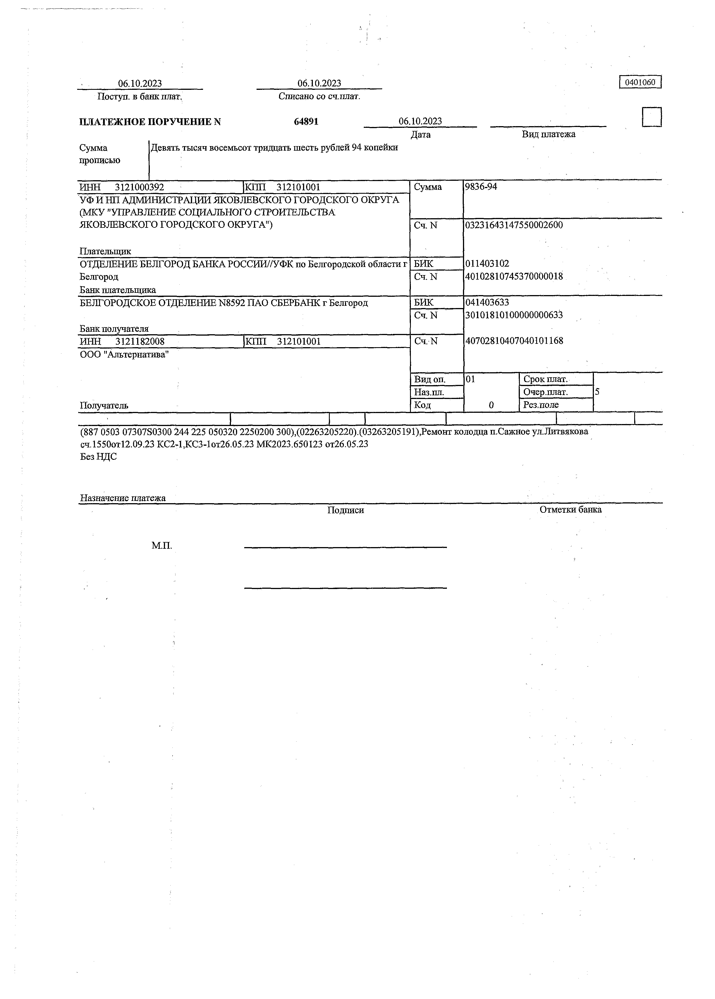 06.10.2023 06.10.2023 0401060
Поступ. в банк плат. Списано со сч.плат.
ПЛАТЕЖНОЕ ПОРУЧЕНИЕ N 64891 06.10.2023
Дата Вид платежа
Сумма Девять тысяч восемьсот тридцать шесть рублей 94 копейки
прописью
ИНН 3121000392 КПП 312101001 Сумма 9836-94
УФ И НП АДМИНИСТРАЦИИ ЯКОВЛЕВСКОГО ГОРОДСКОГО ОКРУГА
(МКУ "УПРАВЛЕНИЕ СОЦИАЛЬНОГО СТРОИТЕЛЬСТВА
ЯКОВЛЕВСКОГО ГОРОДСКОГО ОКРУГА") Сч. N 03231643147550002600
Плательщик
ОТДЕЛЕНИЕ БЕЛГОРОД БАНКА РОССИИ//УФК по Белгородской области г БИК 011403102
Белгород Сч. N 40102810745370000018
Банк плательщика
БЕЛГОРОДСКОЕ ОТДЕЛЕНИЕ N8592 ПАО СБЕРБАНК г Белгород БИК 041403633
Сч. N 30101810100000000633
Банк получателя
ИНН 3121182008 КПП 312101001 Сч. N 40702810407040101168
ООО "Альтернатива"
Вид оп. 01 Срок плат.
Наз.пл. Очер.плат. 5
Получатель Код 0 Рез.поле
(887 0503 07307S0300 244 225 050320 2250200 300),(02263205220).(03263205191),Ремонт колодца п.Сажное ул.Литвякова
сч.1550от12.09.23 КС2-1,КС3-1от26.05.23 МК2023.650123 от26.05.23
Без НДС
Назначение платежа
Подписи Отметки банка
М.П.